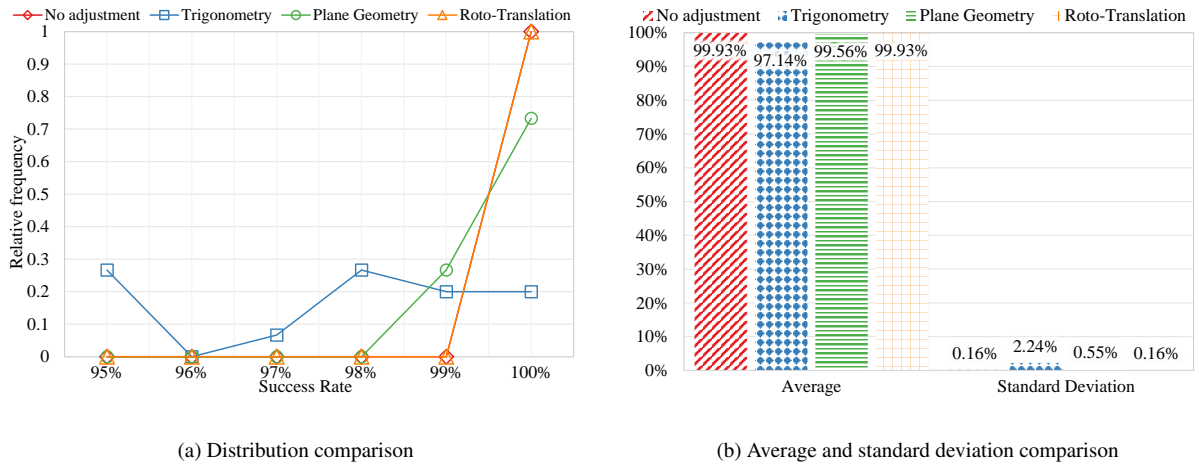 No adjustment Trigonometry Plane Geometry Roto-Translation
1
0.9
0.8
0.7
0.6
0.5
0.4
0.3
0.2
0.1
0
Relative frequency
95% 96% 97% 98% 99% 100%
Success Rate
(a) Distribution comparison
No adjustment Trigonometry Plane Geometry Roto-Translation
100%
90%
80%
70%
60%
50%
40%
30%
20%
10%
0%
99.93% 97.14% 99.56% 99.93%
0.16% 2.24% 0.55% 0.16%
Average Standard Deviation
(b) Average and standard deviation comparison